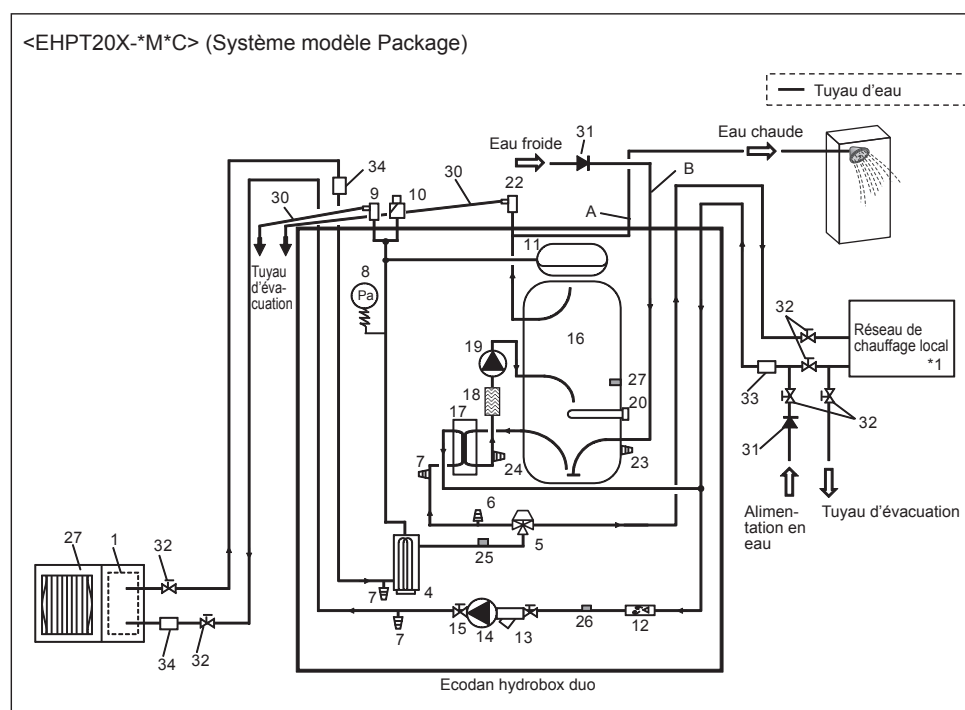 <EHPT20X-*M*C> (Système modèle Package)
Tuyau d'eau
Eau froide
31
Eau chaude
34
30
9
10
30
22
B
A
Tuyau
d'éva-
cuation
8
Pa
11
16
19
27
18
20
17
7
24
23
6
5
25
32
Réseau de
chauffage local
*1
33
32
31
Alimen-
tation en
eau
Tuyau d'évacuation
27
1
32
34
32
7
4
7
15
14
13
26
12
Ecodan hydrobox duo